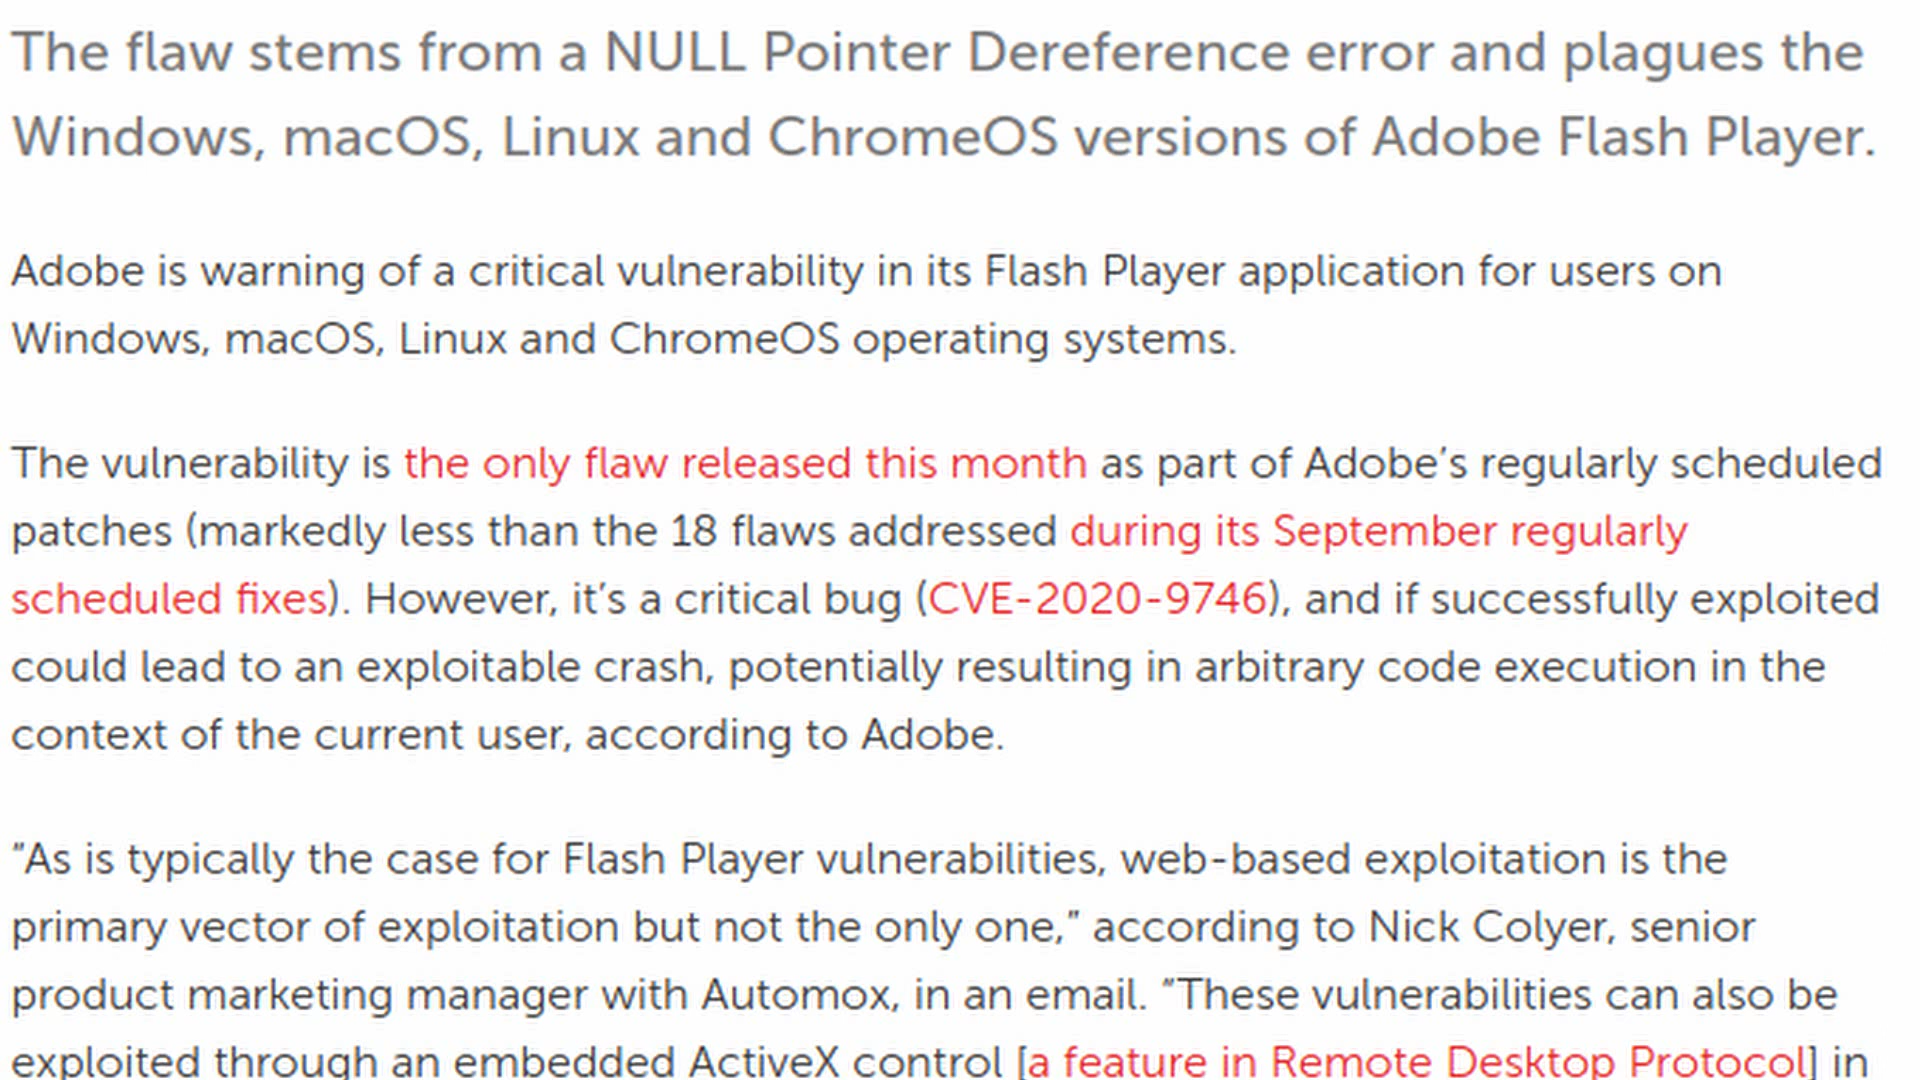 The flaw stems from a NULL Pointer Dereference error and plagues the
Windows, macOS, Linux and ChromeOS versions of Adobe Flash Player.
Adobe is warning of a critical vulnerability in its Flash Player application for users on
Windows, macOS, Linux and ChromeOS operating systems.
The vulnerability is the only flaw released this month as part of Adobe’s regularly scheduled
patches (markedly less than the 18 flaws addressed during its September regularly
scheduled fixes). However, it’s a critical bug (CVE-2020-9746), and if successfully exploited
could lead to an exploitable crash, potentially resulting in arbitrary code execution in the
context of the current user, according to Adobe.
“As is typically the case for Flash Player vulnerabilities, web-based exploitation is the
primary vector of exploitation but not the only one,” according to Nick Colyer, senior
product marketing manager with Automox, in an email. “These vulnerabilities can also be
exploited through an embedded ActiveX control [a feature in Remote Desktop Protocol] in